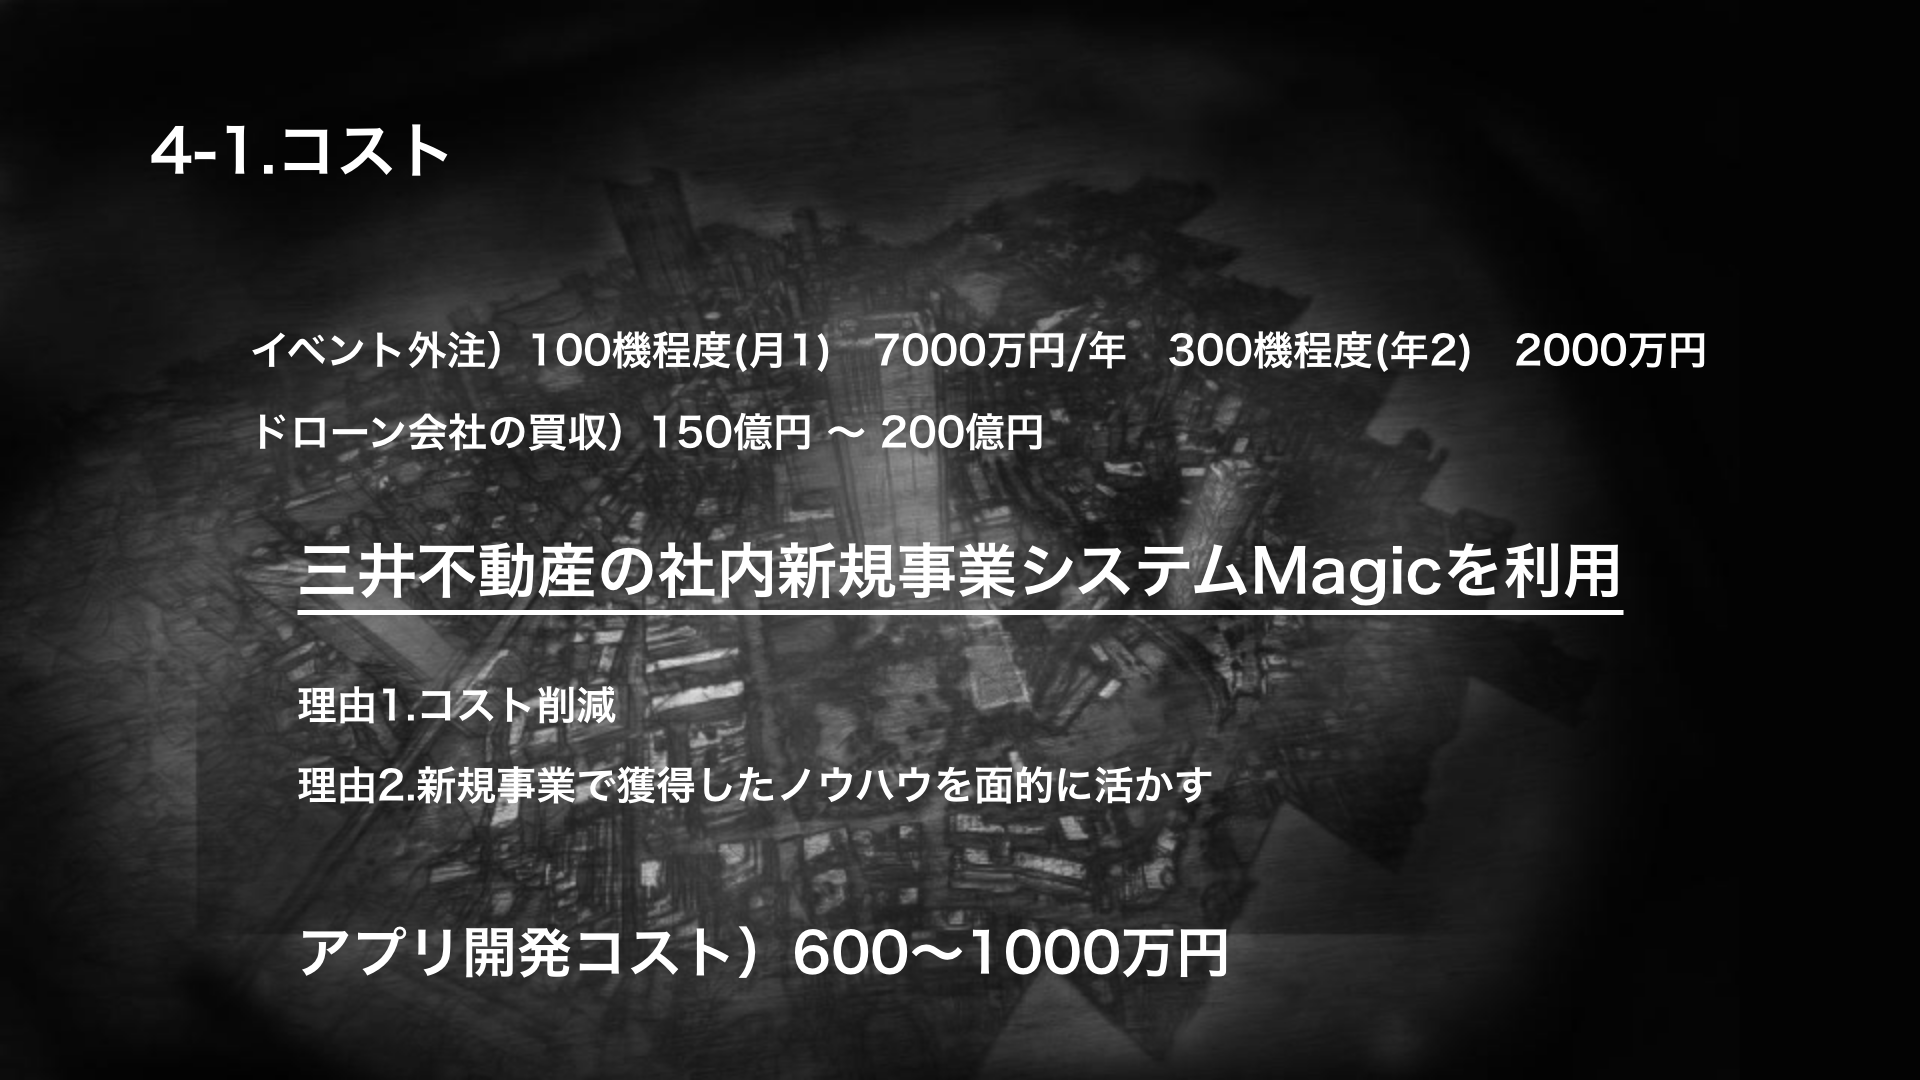 4-1.コスト
イベント外注）100機程度(月1)　7000万円/年　300機程度(年2)　2000万円
ドローン会社の買収）150億円 〜 200億円
三井不動産の社内新規事業システムMagicを利用
理由1.コスト削減
理由2.新規事業で獲得したノウハウを面的に活かす
アプリ開発コスト）600〜1000万円